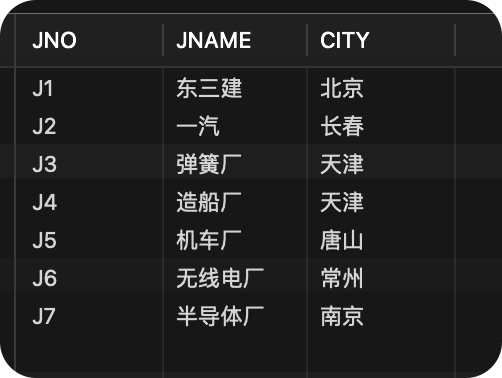 JNO JNAME CITY
J1 东三建 北京
J2 一汽 长春
J3 弹簧厂 天津
J4 造船厂 天津
J5 机车厂 唐山
J6 无线电厂 常州
J7 半导体厂 南京